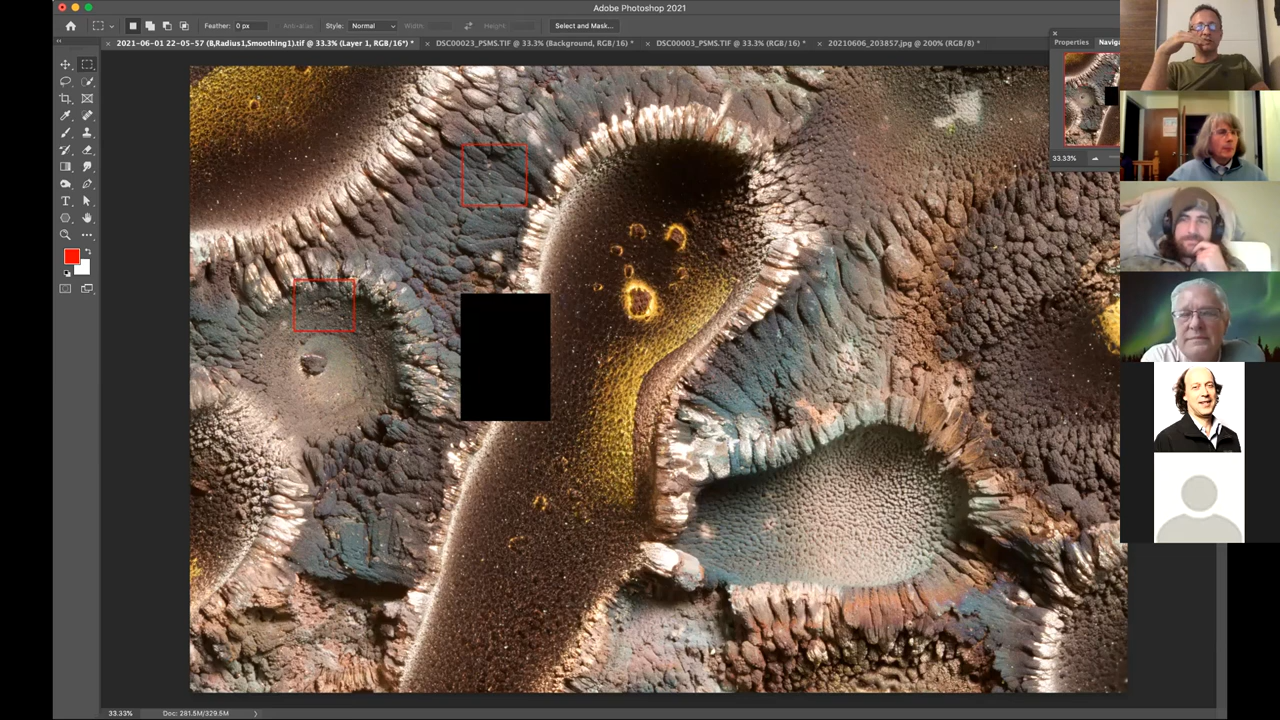 Adobe Photoshop 2021
Feather: 0 px Anti-alias Style: Normal Width: Height: Select and Mask...
2021-06-01 22-05-57 (B,Radius1,Smoothing1).tif @ 33.3% (Layer 1, RGB/16*) * DSC00023_PSMS.TIF @ 33.3% (Background, RGB/16) * DSC00003_PSMS.TIF @ 33.3% (RGB/16) * 20210606_203857.jpg @ 200% (RGB/8) *
Properties Naviga
33.33%
33.33% Doc: 281.5M/329.5M